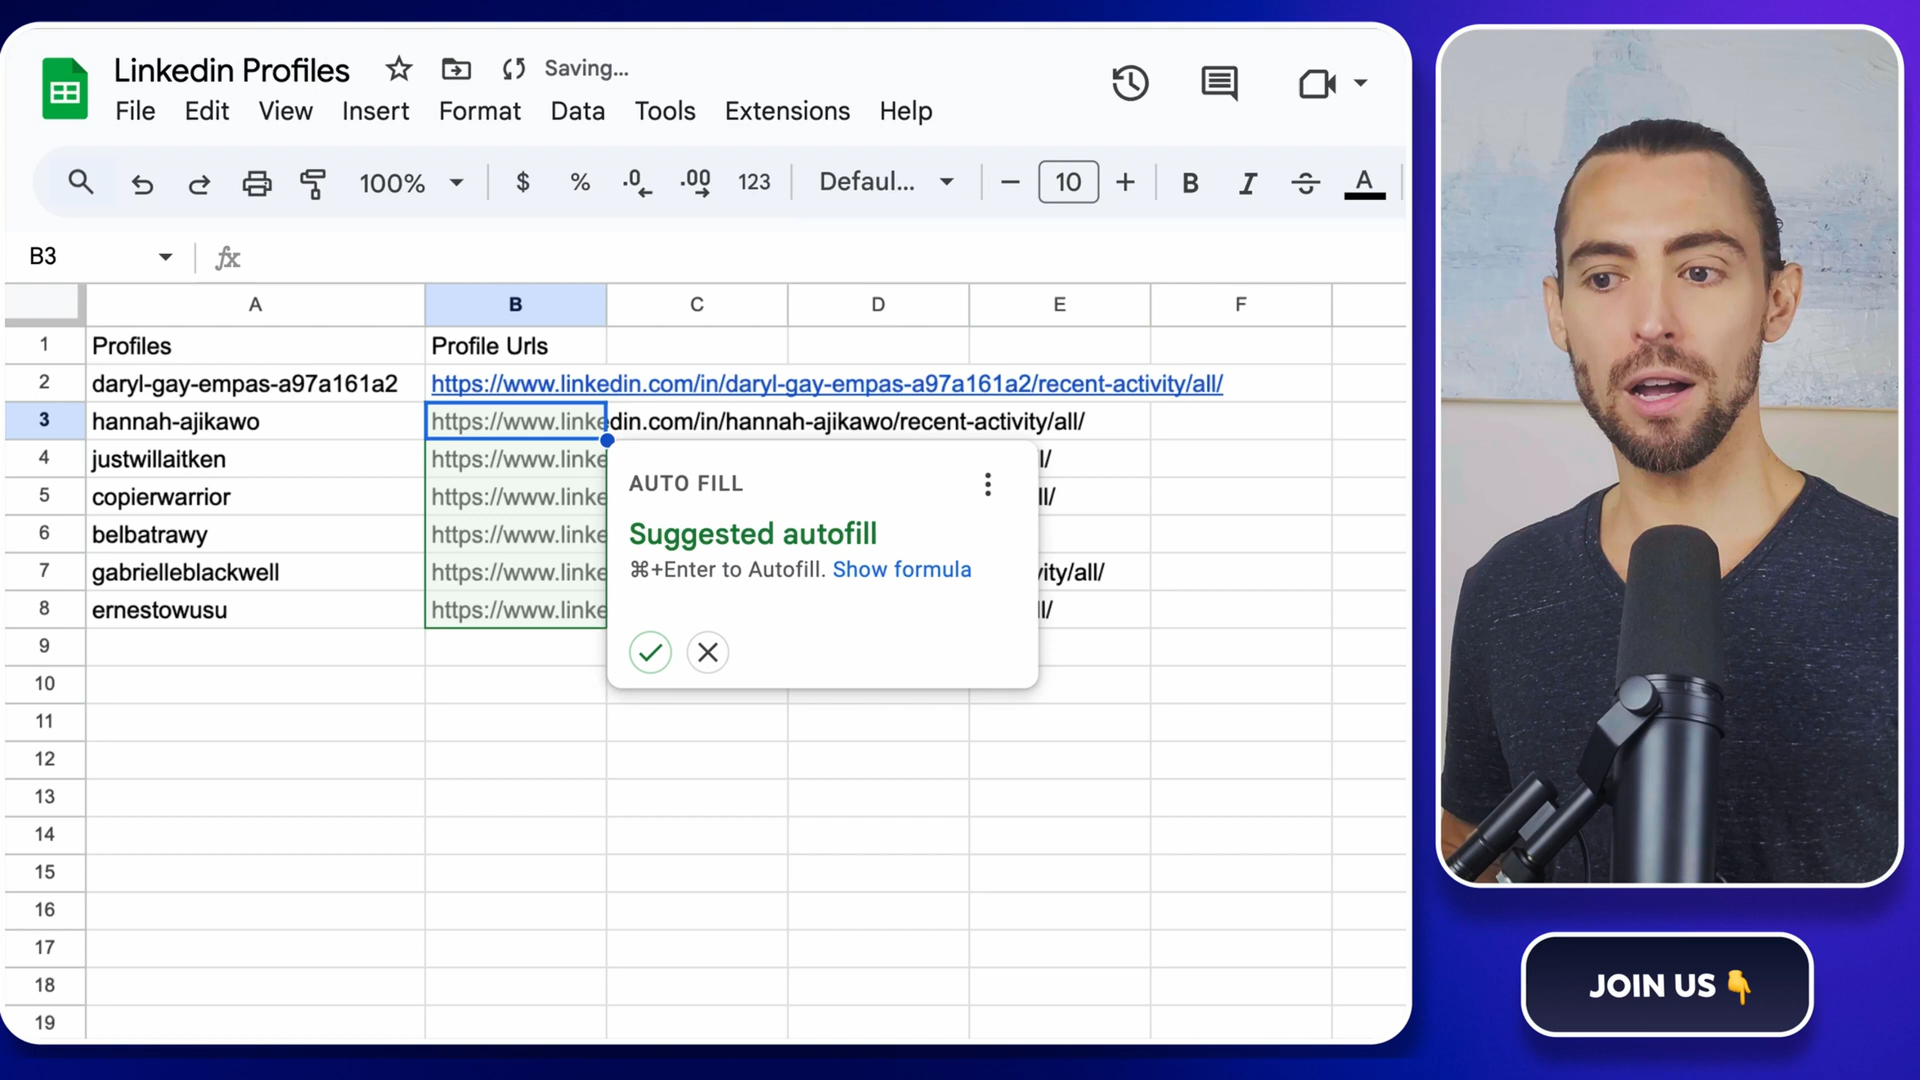 Linkedin Profiles Saving...
File Edit View Insert Format Data Tools Extensions Help
100% $ % .0 .00 123 Defaul... 10 B I S A
B3 fx
A B C D E F
1 Profiles Profile Urls
2 daryl-gay-empas-a97a161a2 https://www.linkedin.com/in/daryl-gay-empas-a97a161a2/recent-activity/all/
3 hannah-ajikawo https://www.linkedin.com/in/hannah-ajikawo/recent-activity/all/
4 justwillaitken https://www.linke l/
5 copierwarrior https://www.linke ll/
6 belbatrawy https://www.linke
7 gabrielleblackwell https://www.linke ity/all/
8 ernestowusu https://www.linke l/
AUTO FILL
Suggested autofill
⌘+Enter to Autofill. Show formula
9
10
11
12
13
14
15
16
17
18
19
JOIN US 👇